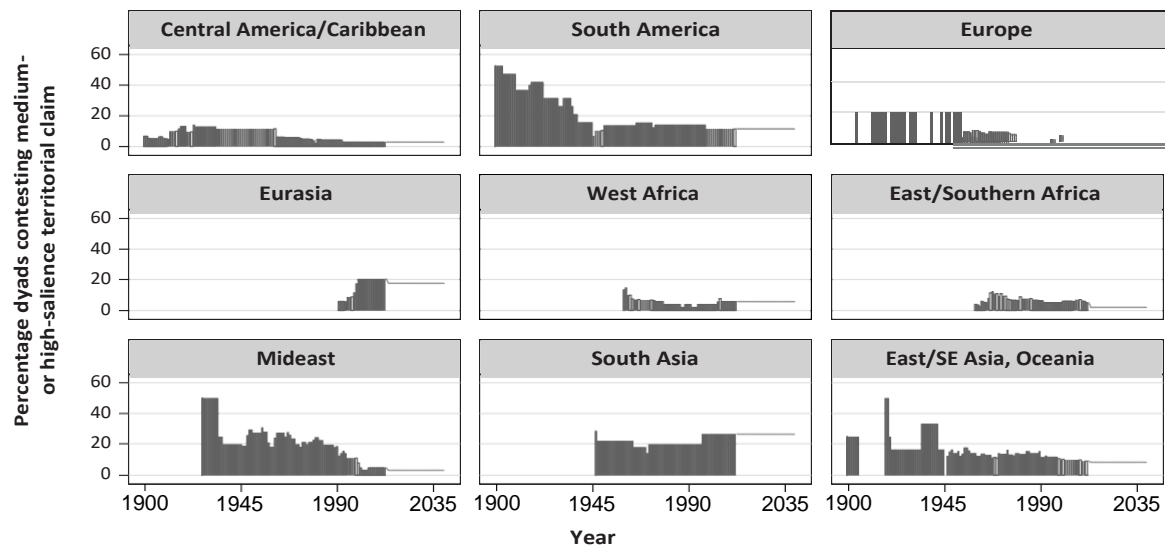 Percentage dyads contesting medium-
or high-salience territorial claim
Central America/Caribbean
South America
Europe
60
40
20
0
Eurasia
West Africa
East/Southern Africa
60
40
20
0
Mideast
South Asia
East/SE Asia, Oceania
60
40
20
0
1900 1945 1990 2035
1900 1945 1990 2035
1900 1945 1990 2035
Year